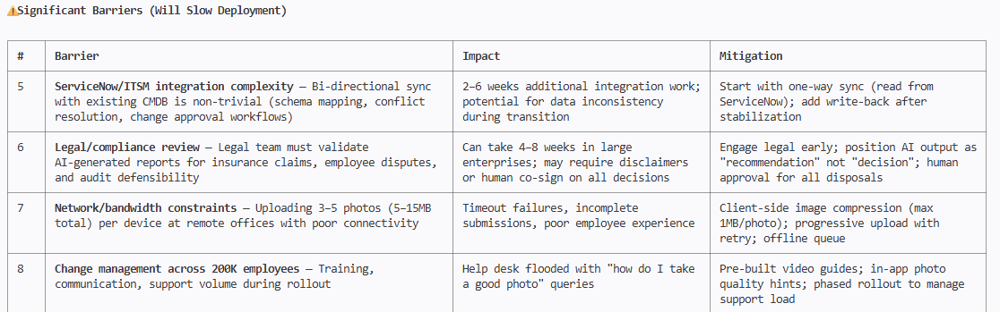 ⚠Significant Barriers (Will Slow Deployment)
# Barrier Impact Mitigation
5 ServiceNow/ITSM integration complexity — Bi-directional sync 2–6 weeks additional integration work; Start with one-way sync (read from
with existing CMDB is non-trivial (schema mapping, conflict potential for data inconsistency ServiceNow); add write-back after
resolution, change approval workflows) during transition stabilization
6 Legal/compliance review — Legal team must validate Can take 4–8 weeks in large Engage legal early; position AI output as
AI-generated reports for insurance claims, employee disputes, enterprises; may require disclaimers "recommendation" not "decision"; human
and audit defensibility or human co-sign on all decisions approval for all disposals
7 Network/bandwidth constraints — Uploading 3–5 photos (5–15MB Timeout failures, incomplete Client-side image compression (max
total) per device at remote offices with poor connectivity submissions, poor employee experience 1MB/photo); progressive upload with
retry; offline queue
8 Change management across 200K employees — Training, Help desk flooded with "how do I take Pre-built video guides; in-app photo
communication, support volume during rollout a good photo" queries quality hints; phased rollout to manage
support load